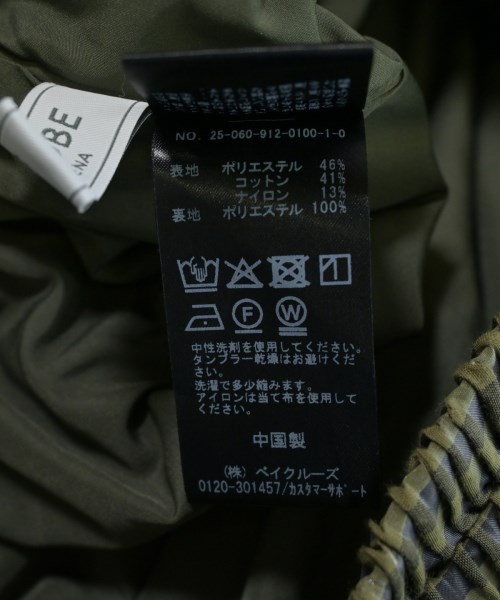 BE
NA
NO. 25-060-912-0100-1-0
表地 ポリエステル 46%
コットン 41%
ナイロン 13%
裏地 ポリエステル 100%
F W
中性洗剤を使用してください。
タンブラー乾燥はお避けくだ
さい。
洗濯で多少縮みます。
アイロンは当て布を使用して
ください。
中国製
(株) ベイクルーズ
0120-301457/カスタマーサポート